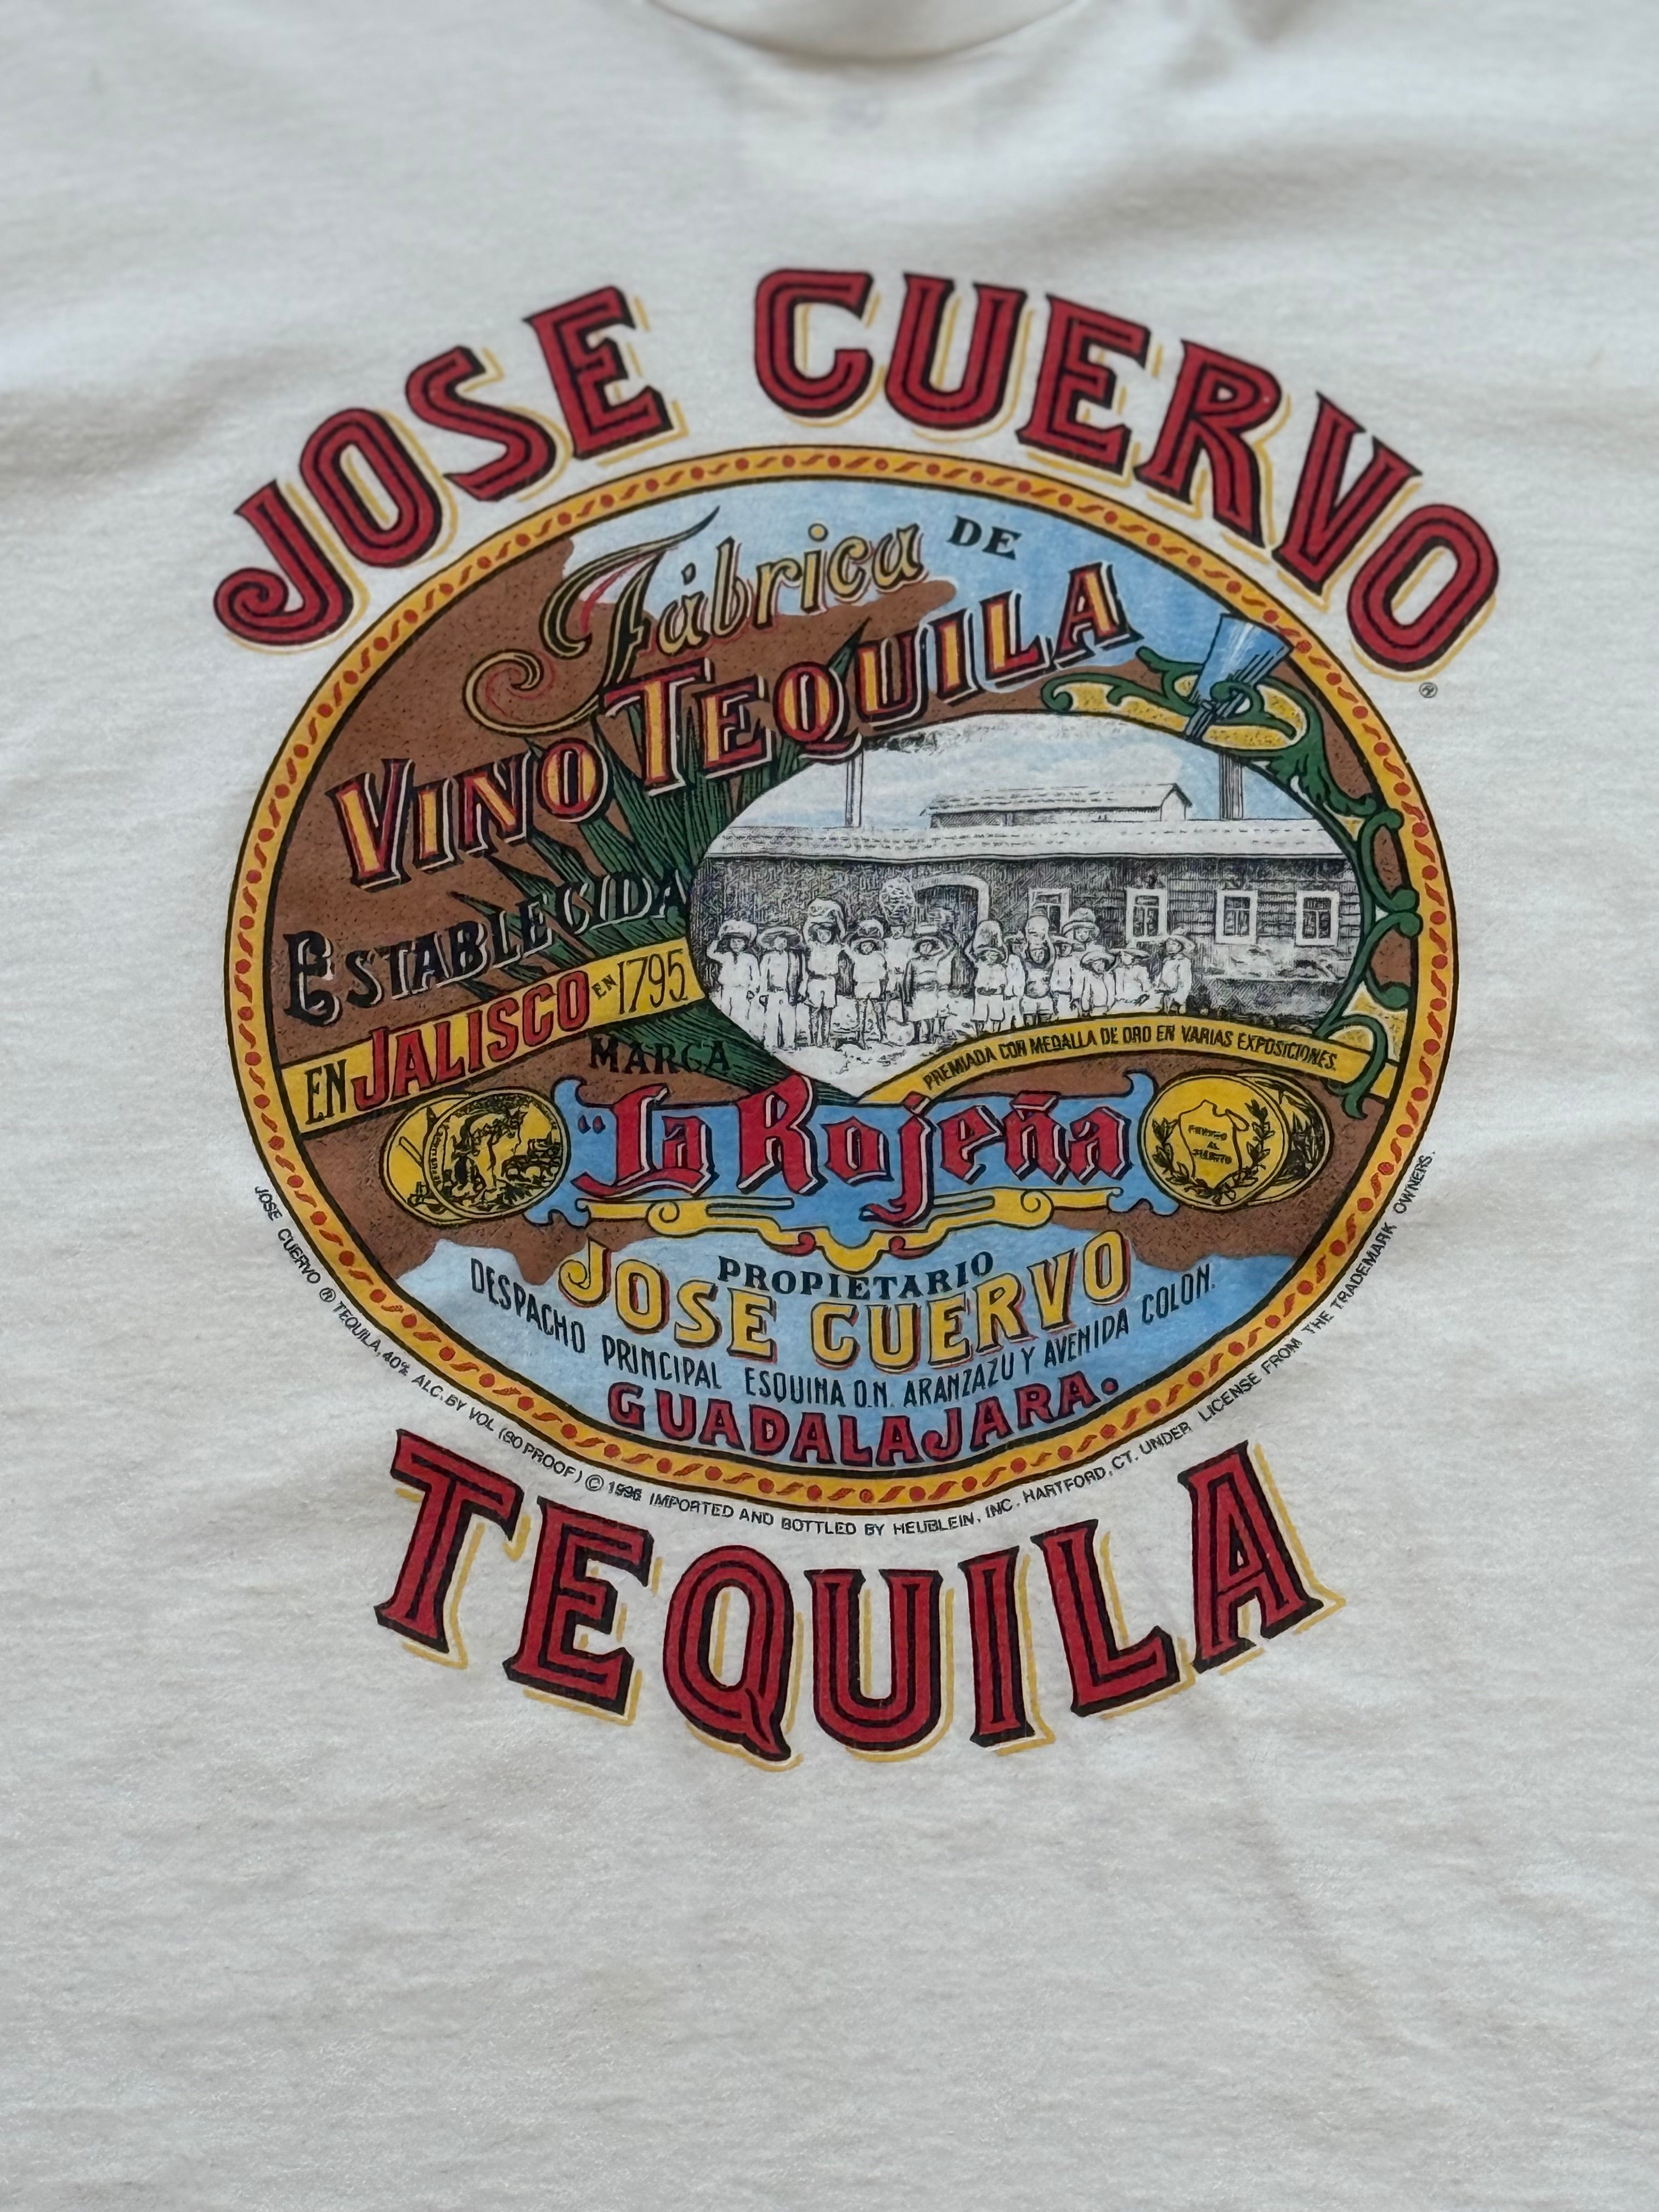 JOSE CUERVO
®
Fábrica DE
VINO TEQUILA
ESTABLECIDA
EN JALISCO EN 1795
MARCA
PREMIADA CON MEDALLA DE ORO EN VARIAS EXPOSICIONES.
"La Rojeña
PROPIETARIO
JOSE CUERVO
DESPACHO PRINCIPAL ESQUINA O.N. ARANZAZU Y AVENIDA COLON.
GUADALAJARA.
JOSE CUERVO ® TEQUILA, 40% ALC. BY VOL (80 PROOF) © 1996 IMPORTED AND BOTTLED BY HEUBLEIN, INC. HARTFORD, CT. UNDER LICENSE FROM THE TRADEMARK OWNERS.
TEQUILA